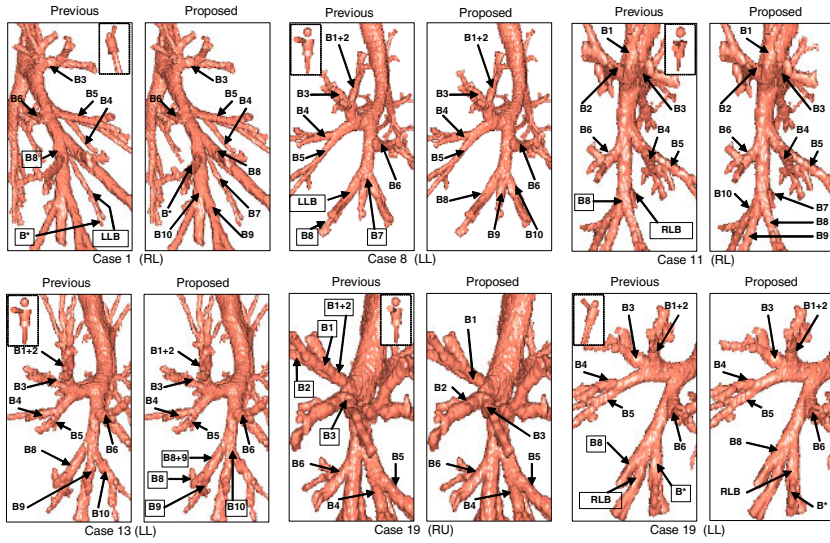 Previous
Proposed
B3
B6
B5
B4
B8
B*
LLB
B3
B6
B5
B4
B8
B*
B7
B10
B9
Case 1 (RL)
Previous
Proposed
B1+2
B3
B4
B5
B6
LLB
B8
B7
B1+2
B3
B4
B5
B6
B8
B9
B10
Case 8 (LL)
Previous
Proposed
B1
B2
B3
B6
B4
B5
B8
RLB
B1
B2
B3
B6
B4
B5
B10
B7
B8
B9
Case 11 (RL)
Previous
Proposed
B1+2
B3
B4
B5
B6
B8
B9
B10
B1+2
B3
B4
B5
B6
B8+9
B8
B9
B10
Case 13 (LL)
Previous
Proposed
B1+2
B1
B2
B3
B6
B5
B4
B1
B2
B3
B6
B5
B4
Case 19 (RU)
Previous
Proposed
B3
B1+2
B4
B5
B6
B8
RLB
B*
B3
B1+2
B4
B5
B6
B8
RLB
B*
Case 19 (LL)